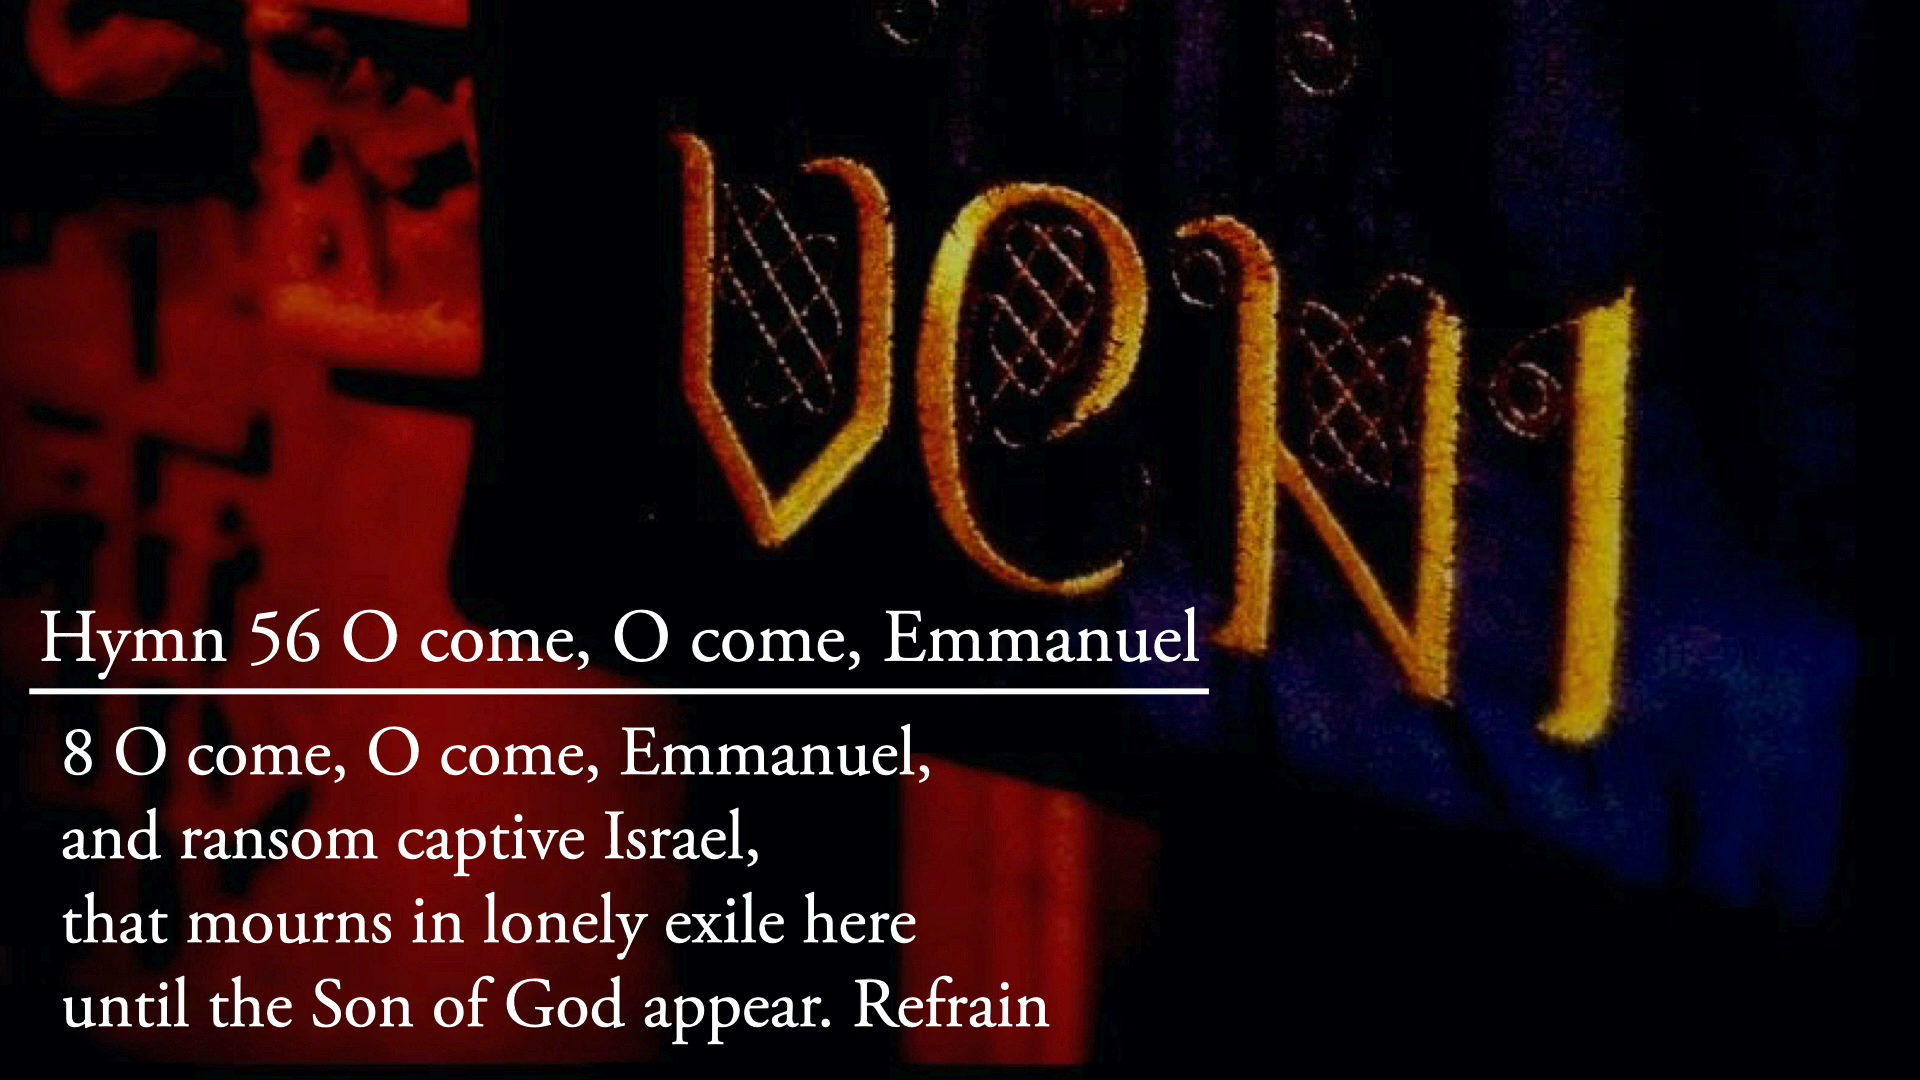 VENI
Hymn 56 O come, O come, Emmanuel
8 O come, O come, Emmanuel,
and ransom captive Israel,
that mourns in lonely exile here
until the Son of God appear. Refrain